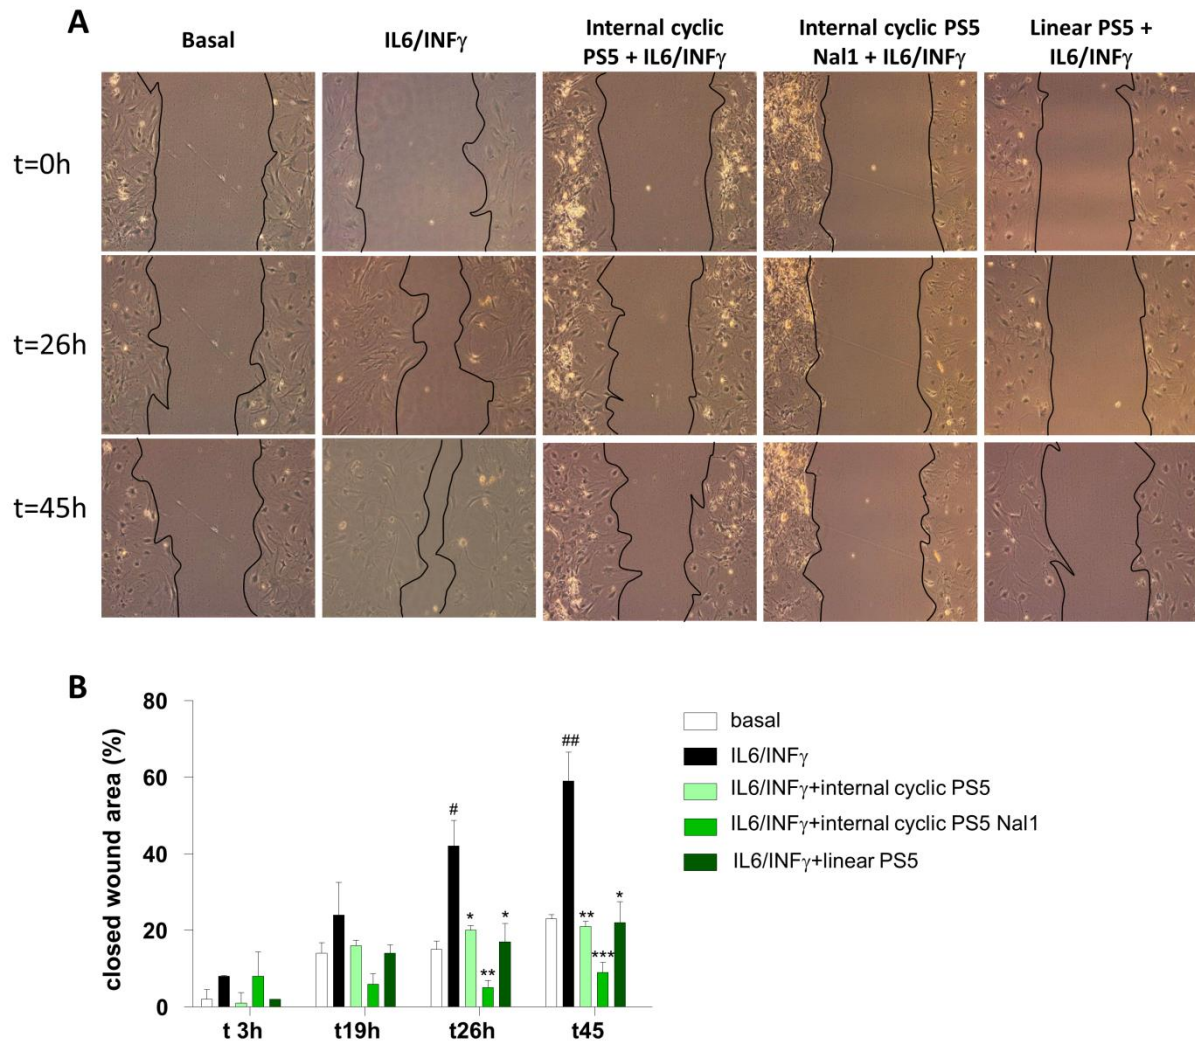 A
Basal
IL6/INFγ
Internal cyclic
PS5 + IL6/INFγ
Internal cyclic PS5
Nal1 + IL6/INFγ
Linear PS5 +
IL6/INFγ
t=0h
t=26h
t=45h
B
closed wound area (%)
80
60
40
20
0
#
*
**
*
##
**
***
*
t 3h
t19h
t26h
t45
basal
IL6/INFγ
IL6/INFγ+internal cyclic PS5
IL6/INFγ+internal cyclic PS5 Nal1
IL6/INFγ+linear PS5